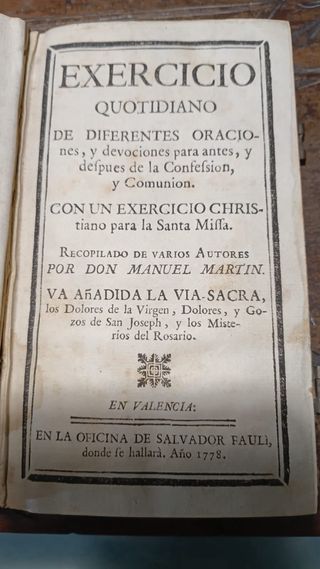 EXERCICIO
QUOTIDIANO
DE DIFERENTES ORACIO-
nes, y devociones para antes, y
deſpues de la Confeſsion,
y Comunion.
CON UN EXERCICIO CHRIS-
tiano para la Santa Miſſa.
RECOPILADO DE VARIOS AUTORES
POR DON MANUEL MARTIN.
VA AñADIDA LA VIA-SACRA,
los Dolores de la Virgen, Dolores, y Go-
zos de San Joseph, y los Miste-
rios del Rosario.
EN VALENCIA:
EN LA OFICINA DE SALVADOR FAULÌ,
donde ſe hallarà. Año 1778.